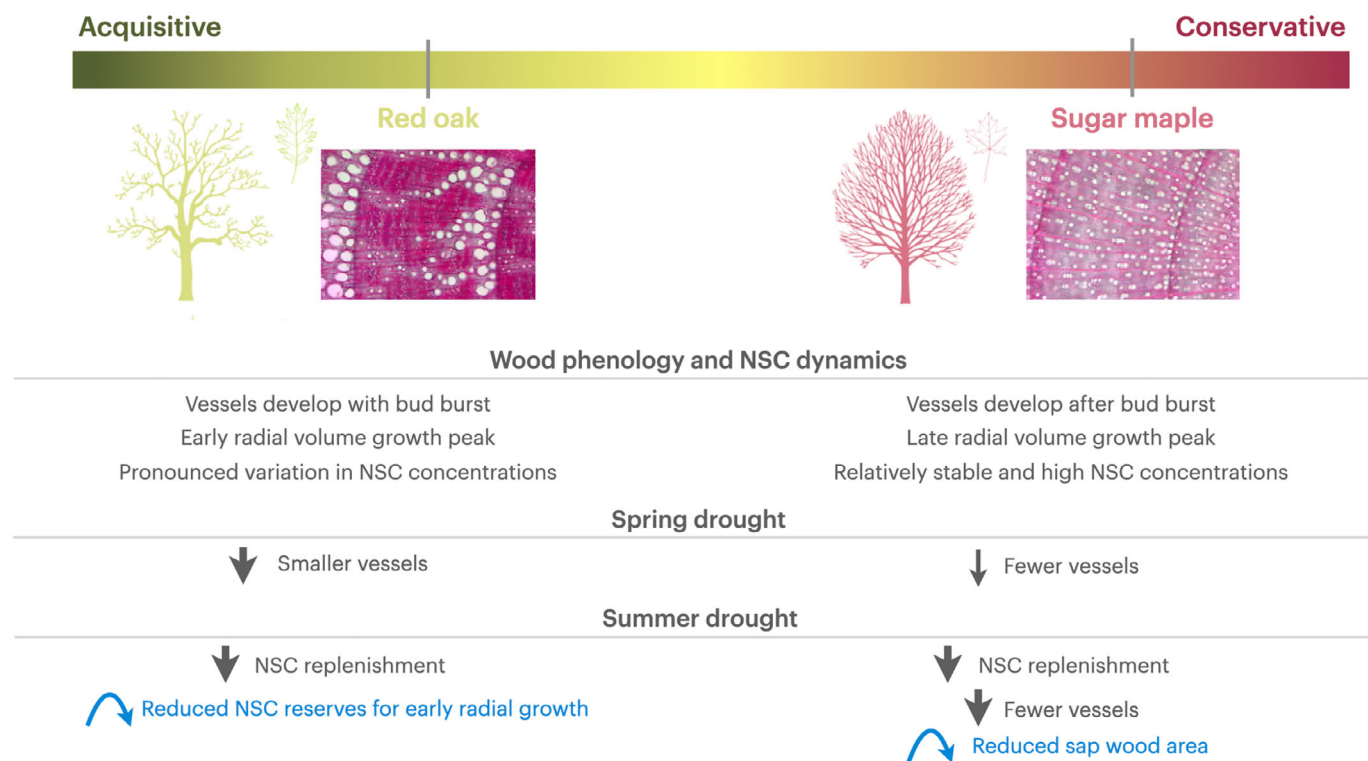 Acquisitive
Conservative
Red oak
Sugar maple
Wood phenology and NSC dynamics
Vessels develop with bud burst
Vessels develop after bud burst
Early radial volume growth peak
Late radial volume growth peak
Pronounced variation in NSC concentrations
Relatively stable and high NSC concentrations
Spring drought
Smaller vessels
Fewer vessels
Summer drought
NSC replenishment
NSC replenishment
Reduced NSC reserves for early radial growth
Fewer vessels
Reduced sap wood area